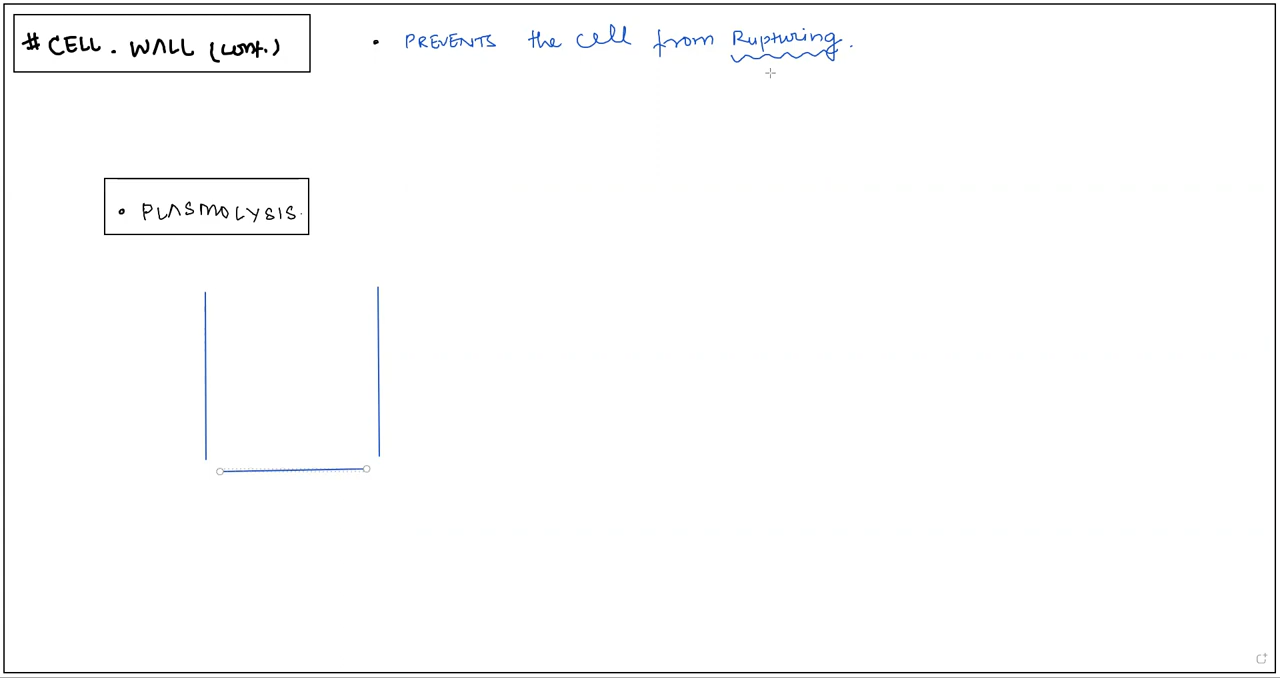 # CELL. WALL (cont.)
• PREVENTS the cell from Rupturing.
• PLASMOLYSIS.